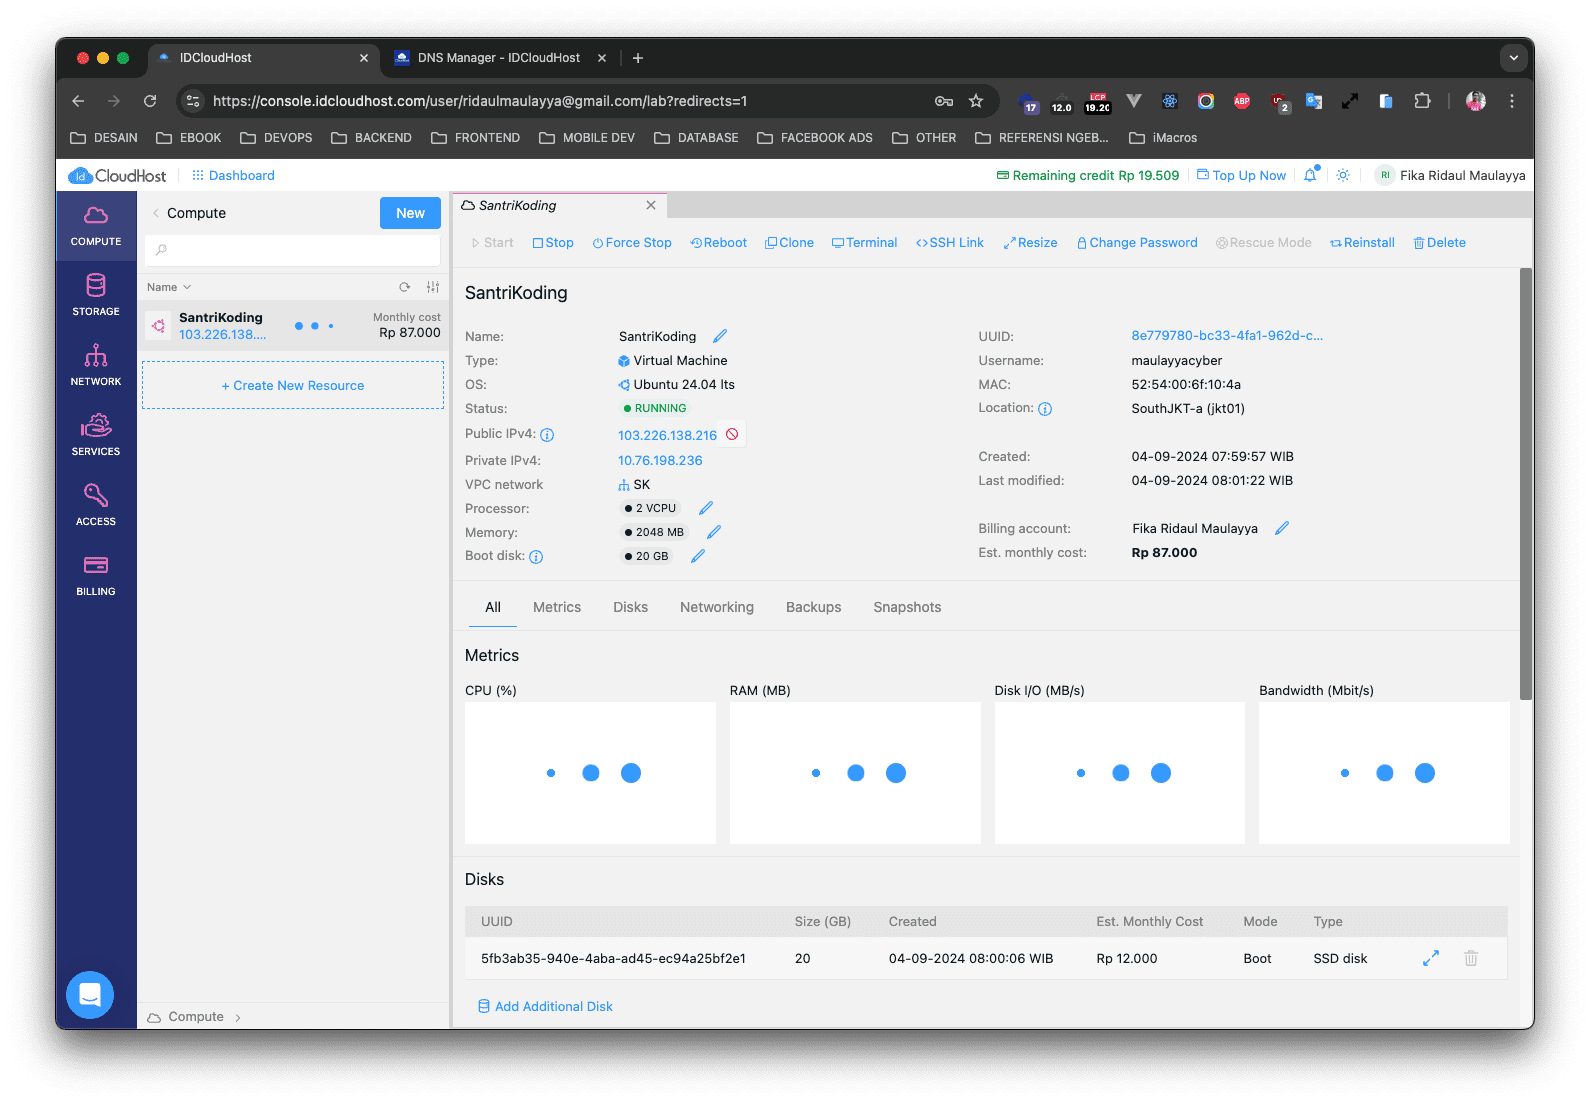 IDCloudHost
DNS Manager - IDCloudHost
https://console.idcloudhost.com/user/ridaulmaulayya@gmail.com/lab?redirects=1
17
12.0
LCP
19.20
ABP
2
DESAIN
EBOOK
DEVOPS
BACKEND
FRONTEND
MOBILE DEV
DATABASE
FACEBOOK ADS
OTHER
REFERENSI NGEB...
iMacros
Id CloudHost
Dashboard
Remaining credit Rp 19.509
Top Up Now
RI
Fika Ridaul Maulayya
COMPUTE
STORAGE
NETWORK
SERVICES
ACCESS
BILLING
Compute
New
Name
SantriKoding
103.226.138....
Monthly cost
Rp 87.000
+ Create New Resource
Compute
SantriKoding
Start
Stop
Force Stop
Reboot
Clone
Terminal
SSH Link
Resize
Change Password
Rescue Mode
Reinstall
Delete
SantriKoding
Name: SantriKoding
Type: Virtual Machine
OS: Ubuntu 24.04 lts
Status: RUNNING
Public IPv4: 103.226.138.216
Private IPv4: 10.76.198.236
VPC network SK
Processor: 2 VCPU
Memory: 2048 MB
Boot disk: 20 GB
UUID: 8e779780-bc33-4fa1-962d-c...
Username: maulayyacyber
MAC: 52:54:00:6f:10:4a
Location: SouthJKT-a (jkt01)
Created: 04-09-2024 07:59:57 WIB
Last modified: 04-09-2024 08:01:22 WIB
Billing account: Fika Ridaul Maulayya
Est. monthly cost: Rp 87.000
All
Metrics
Disks
Networking
Backups
Snapshots
Metrics
CPU (%)
RAM (MB)
Disk I/O (MB/s)
Bandwidth (Mbit/s)
Disks
UUID Size (GB) Created Est. Monthly Cost Mode Type
5fb3ab35-940e-4aba-ad45-ec94a25bf2e1 20 04-09-2024 08:00:06 WIB Rp 12.000 Boot SSD disk
Add Additional Disk